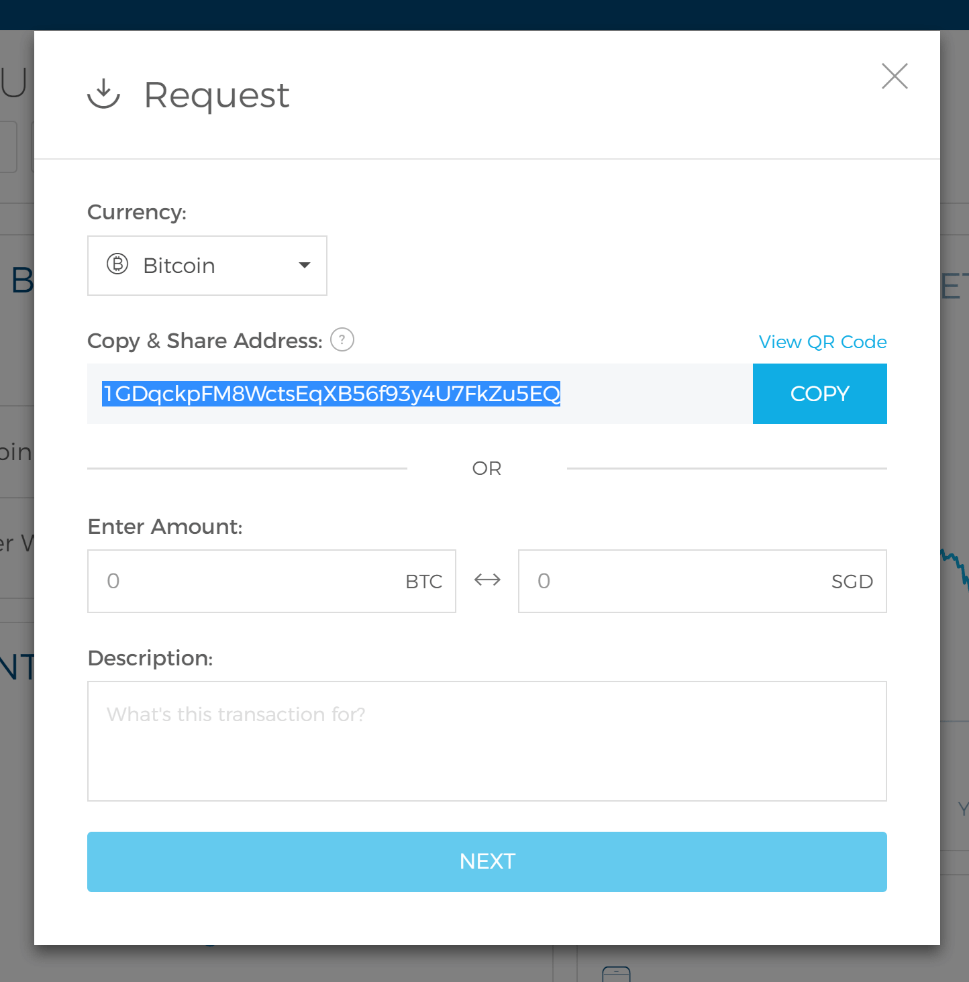 Request
Currency:
Bitcoin
Copy & Share Address:
?
View QR Code
1GDqckpFM8WctsEqXB56f93y4U7FkZu5EQ
COPY
OR
Enter Amount:
0 BTC
0 SGD
Description:
What's this transaction for?
NEXT